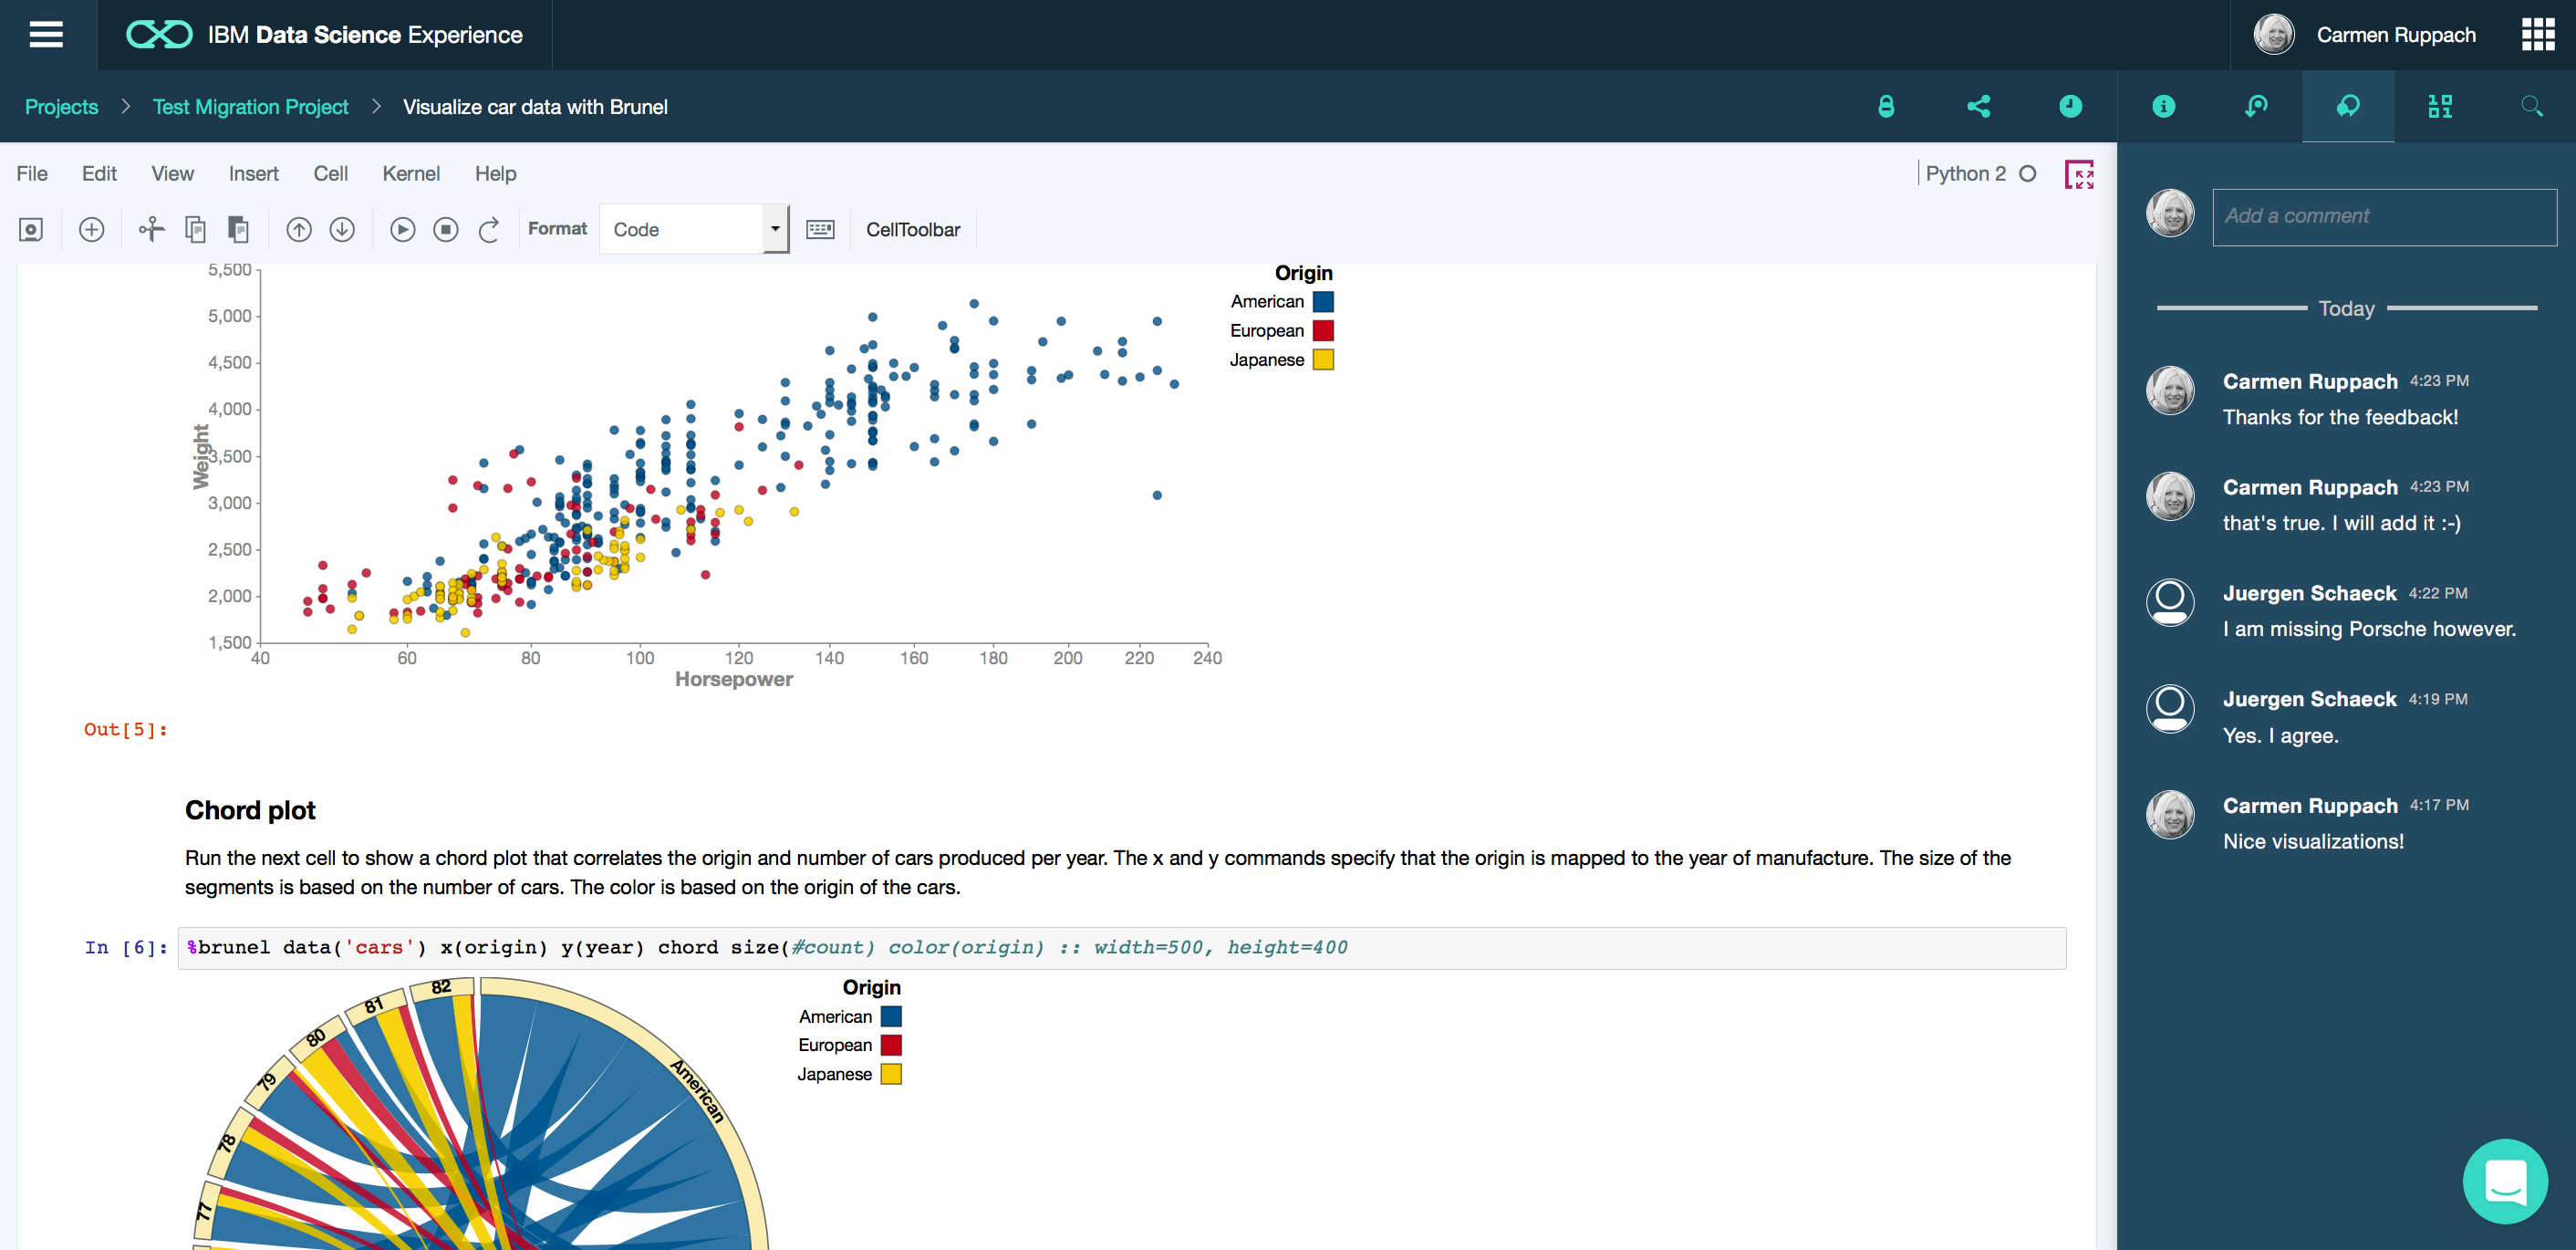 IBM Data Science Experience
Carmen Ruppach
Projects > Test Migration Project > Visualize car data with Brunel
File Edit View Insert Cell Kernel Help
Python 2
Format Code CellToolbar
5,500
5,000
4,500
4,000
3,500
3,000
2,500
2,000
1,500
Weight
40 60 80 100 120 140 160 180 200 220 240
Horsepower
Origin
American
European
Japanese
Out[5]:
Chord plot
Run the next cell to show a chord plot that correlates the origin and number of cars produced per year. The x and y commands specify that the origin is mapped to the year of manufacture. The size of the
segments is based on the number of cars. The color is based on the origin of the cars.
In [6]: %brunel data('cars') x(origin) y(year) chord size(#count) color(origin) :: width=500, height=400
82
81
80
79
78
77
American
Origin
American
European
Japanese
Add a comment
Today
Carmen Ruppach 4:23 PM
Thanks for the feedback!
Carmen Ruppach 4:23 PM
that's true. I will add it :-)
Juergen Schaeck 4:22 PM
I am missing Porsche however.
Juergen Schaeck 4:19 PM
Yes. I agree.
Carmen Ruppach 4:17 PM
Nice visualizations!